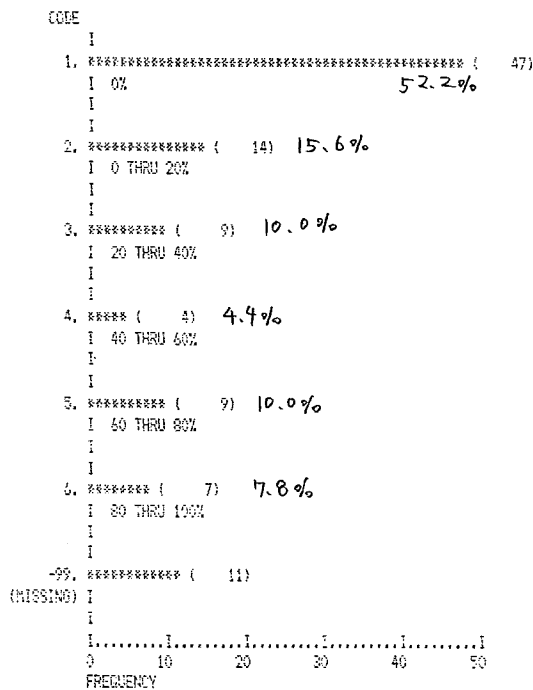 CODE
I
1. ************************************************ ( 47)
I 0% 52.2%
I
I
2. *************** ( 14) 15.6%
I 0 THRU 20%
I
I
3. ********** ( 9) 10.0%
I 20 THRU 40%
I
I
4. ***** ( 4) 4.4%
I 40 THRU 60%
I
I
5. ********** ( 9) 10.0%
I 60 THRU 80%
I
I
6. ******** ( 7) 7.8%
I 80 THRU 100%
I
I
-99. ************ ( 11)
(MISSING) I
I
I.........I.........I.........I.........I.........I
0 10 20 30 40 50
FREQUENCY